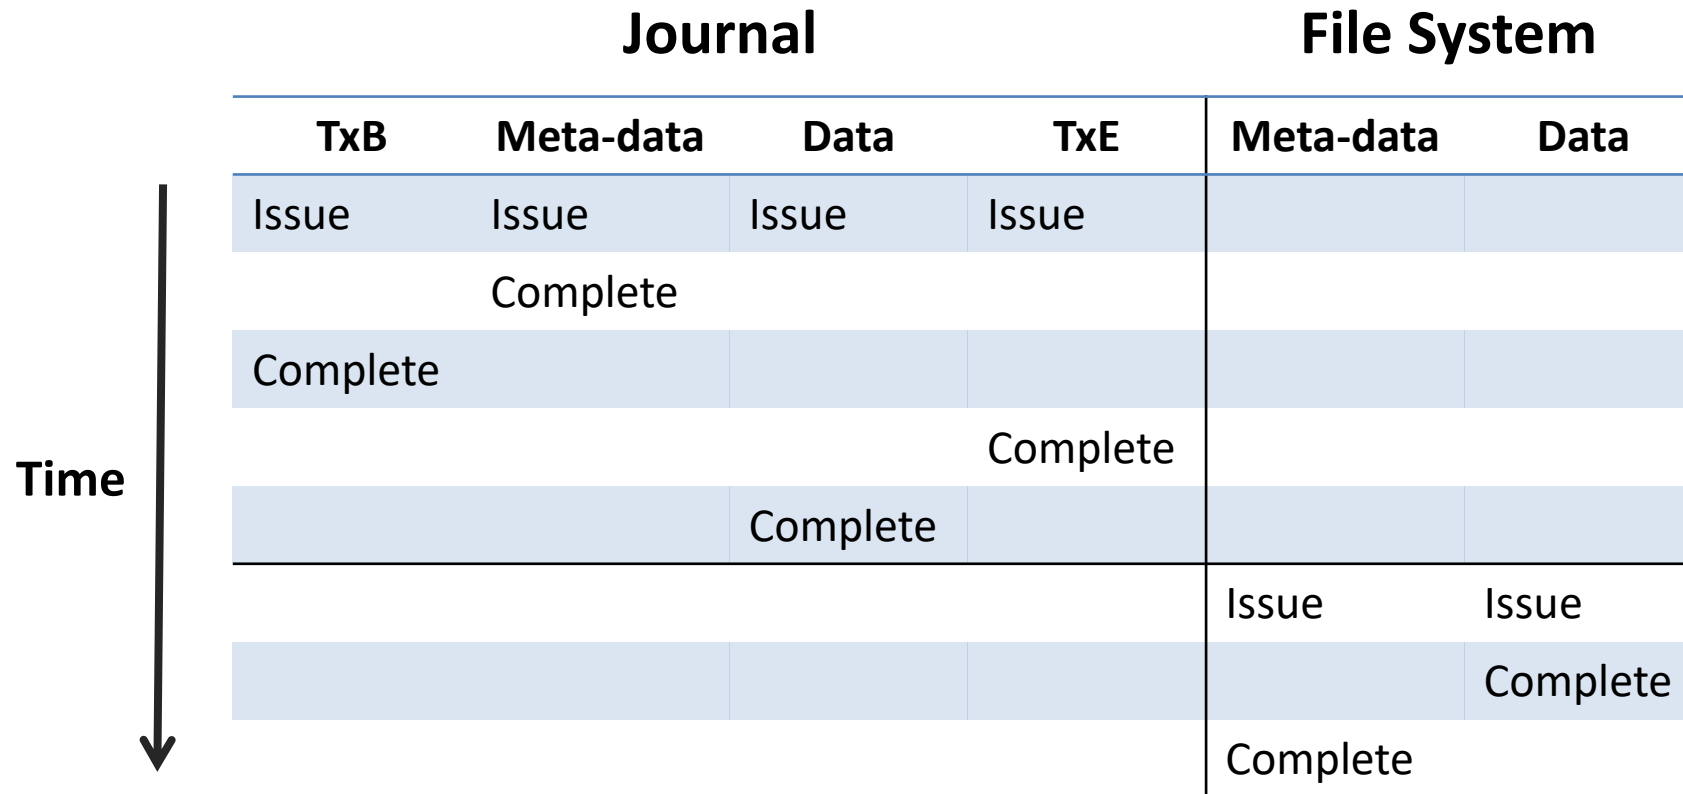 Journal File System
TxB Meta-data Data TxE Meta-data Data
Issue Issue Issue Issue
Complete
Complete
Complete
Time
Complete
Issue Issue
Complete
Complete